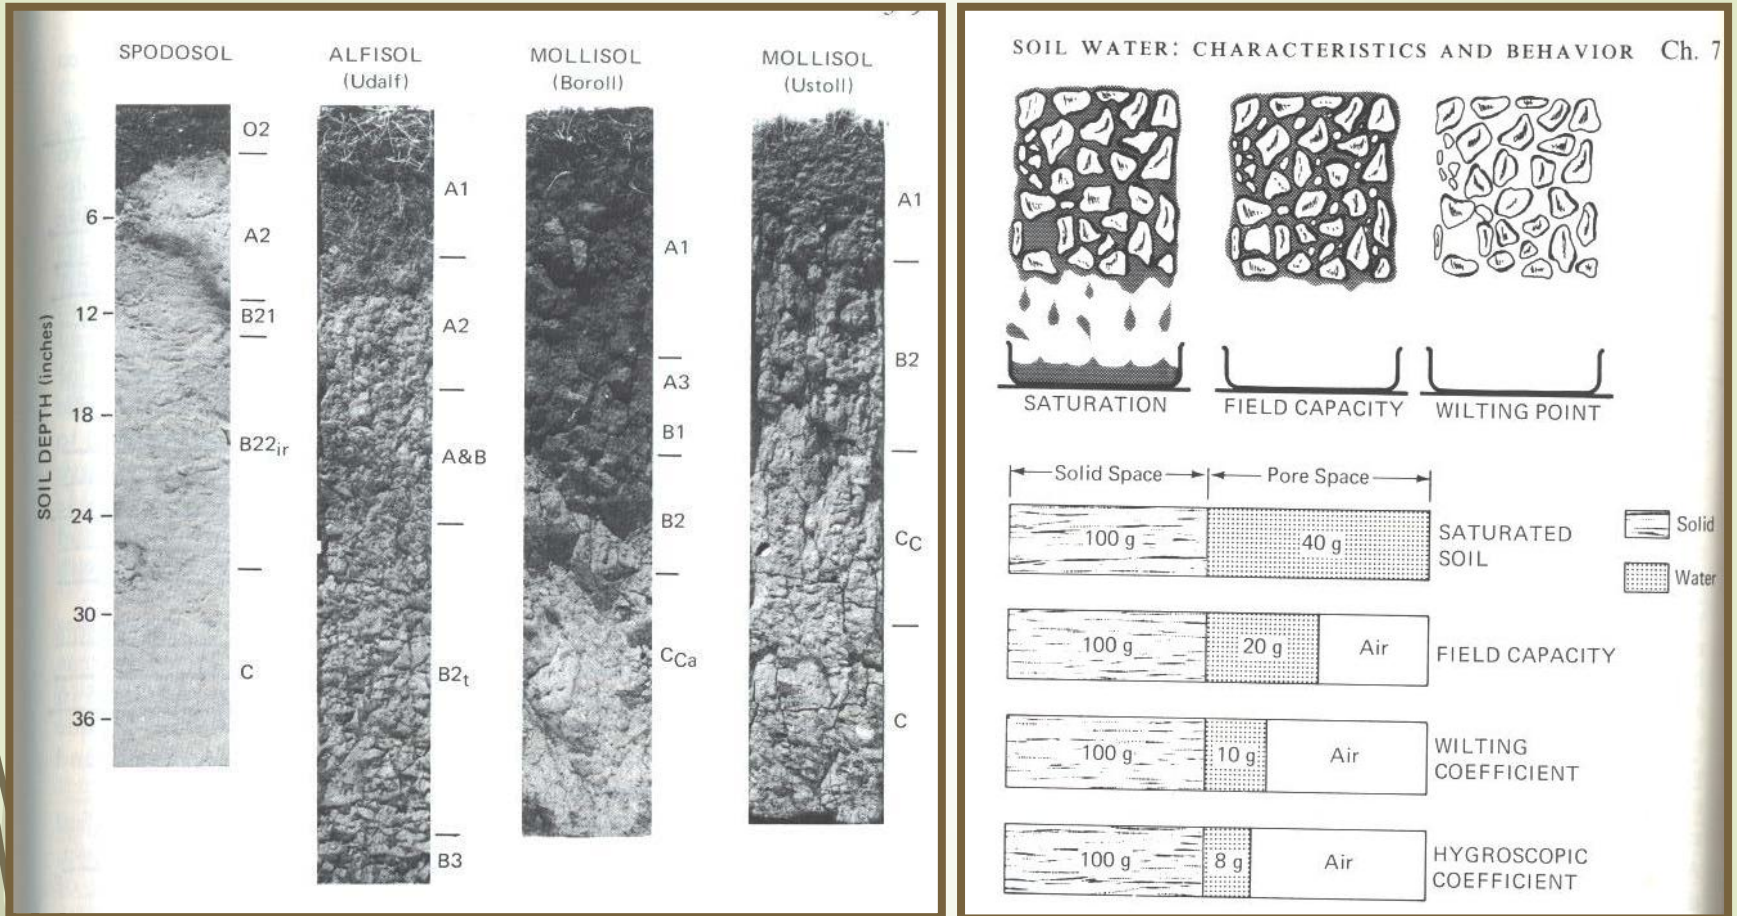 SPODOSOL
ALFISOL
(Udalf)
MOLLISOL
(Boroll)
MOLLISOL
(Ustoll)
SOIL DEPTH (inches)
6
12
18
24
30
36
O2
A2
B21
B22ir
C
A1
A2
A&B
B2t
B3
A1
A3
B1
B2
CCa
A1
B2
CC
C
SOIL WATER: CHARACTERISTICS AND BEHAVIOR Ch. 7
SATURATION
FIELD CAPACITY
WILTING POINT
Solid Space
Pore Space
100 g
40 g
SATURATED
SOIL
Solid
Water
100 g
20 g
Air
FIELD CAPACITY
100 g
10 g
Air
WILTING
COEFFICIENT
100 g
8 g
Air
HYGROSCOPIC
COEFFICIENT